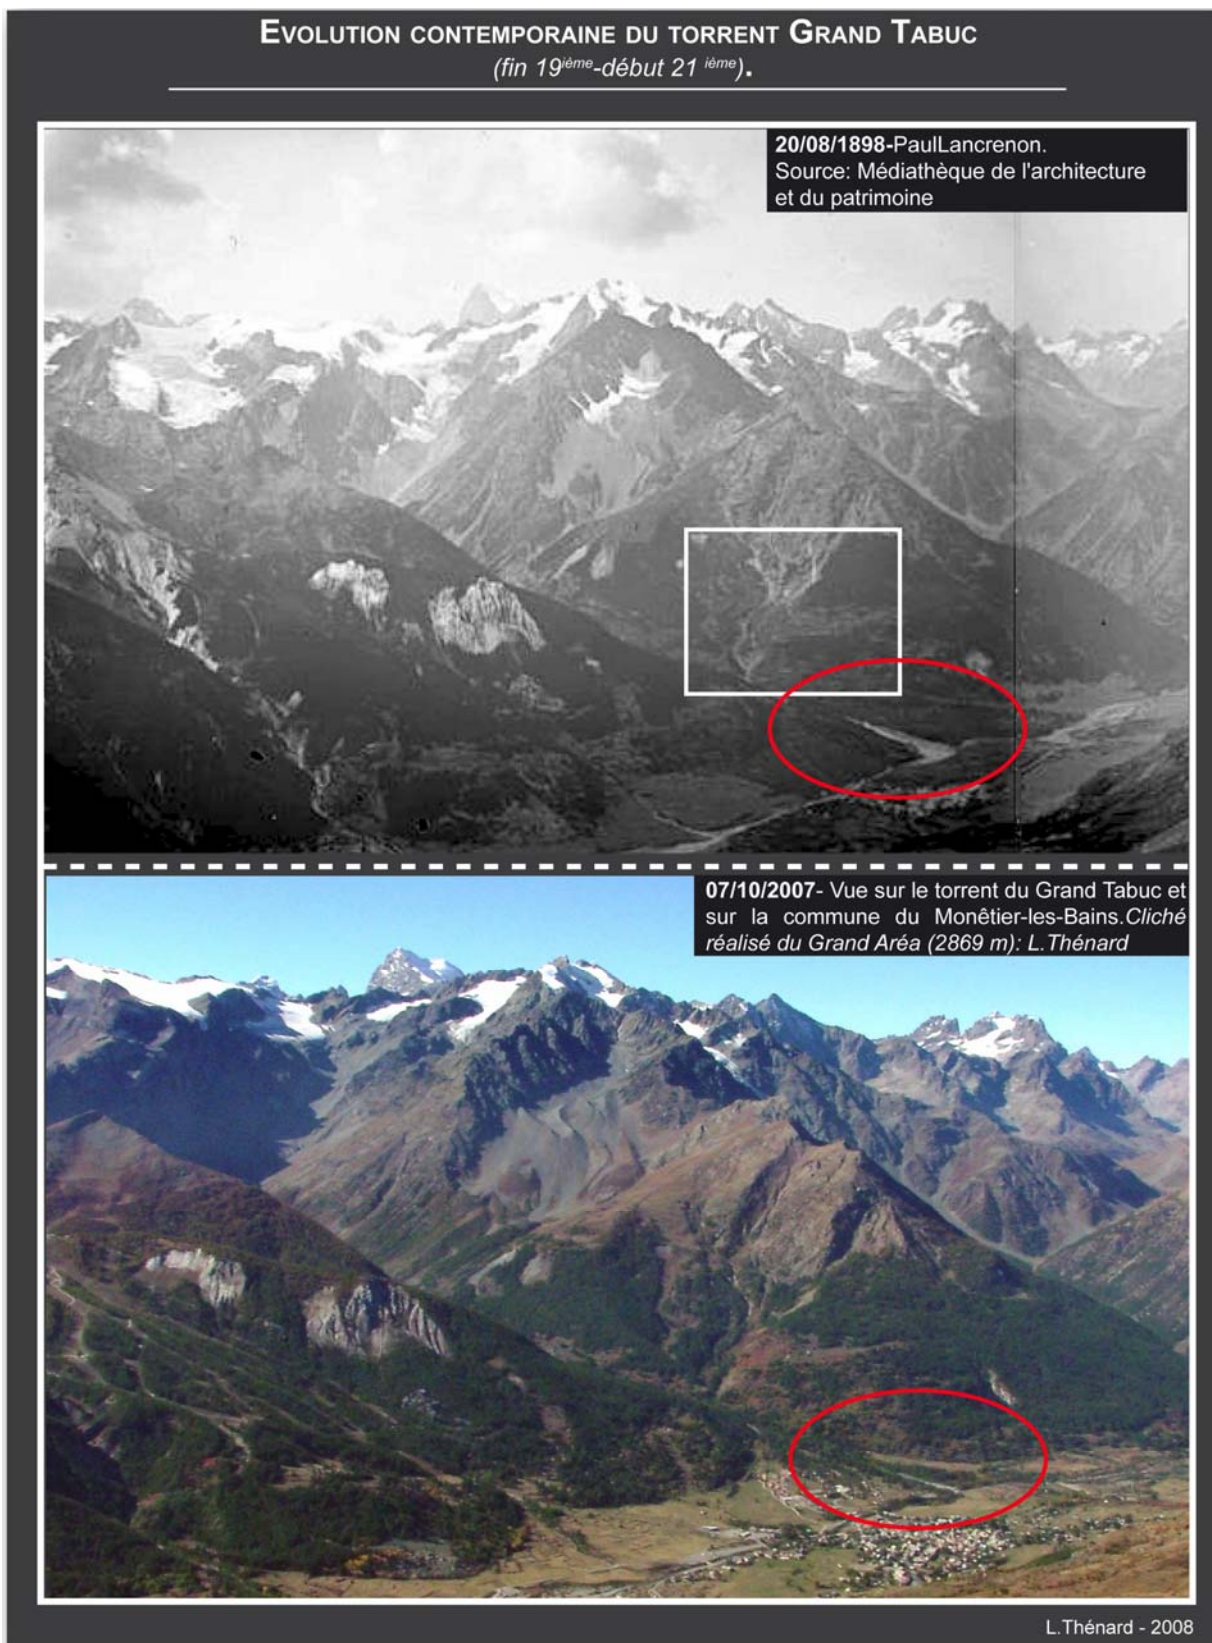 EVOLUTION CONTEMPORAINE DU TORRENT GRAND TABUC
(fin 19ième-début 21 ième).
20/08/1898-PaulLancrenon.
Source: Médiathèque de l'architecture
et du patrimoine
07/10/2007- Vue sur le torrent du Grand Tabuc et
sur la commune du Monêtier-les-Bains.Cliché
réalisé du Grand Aréa (2869 m): L.Thénard
L.Thénard - 2008